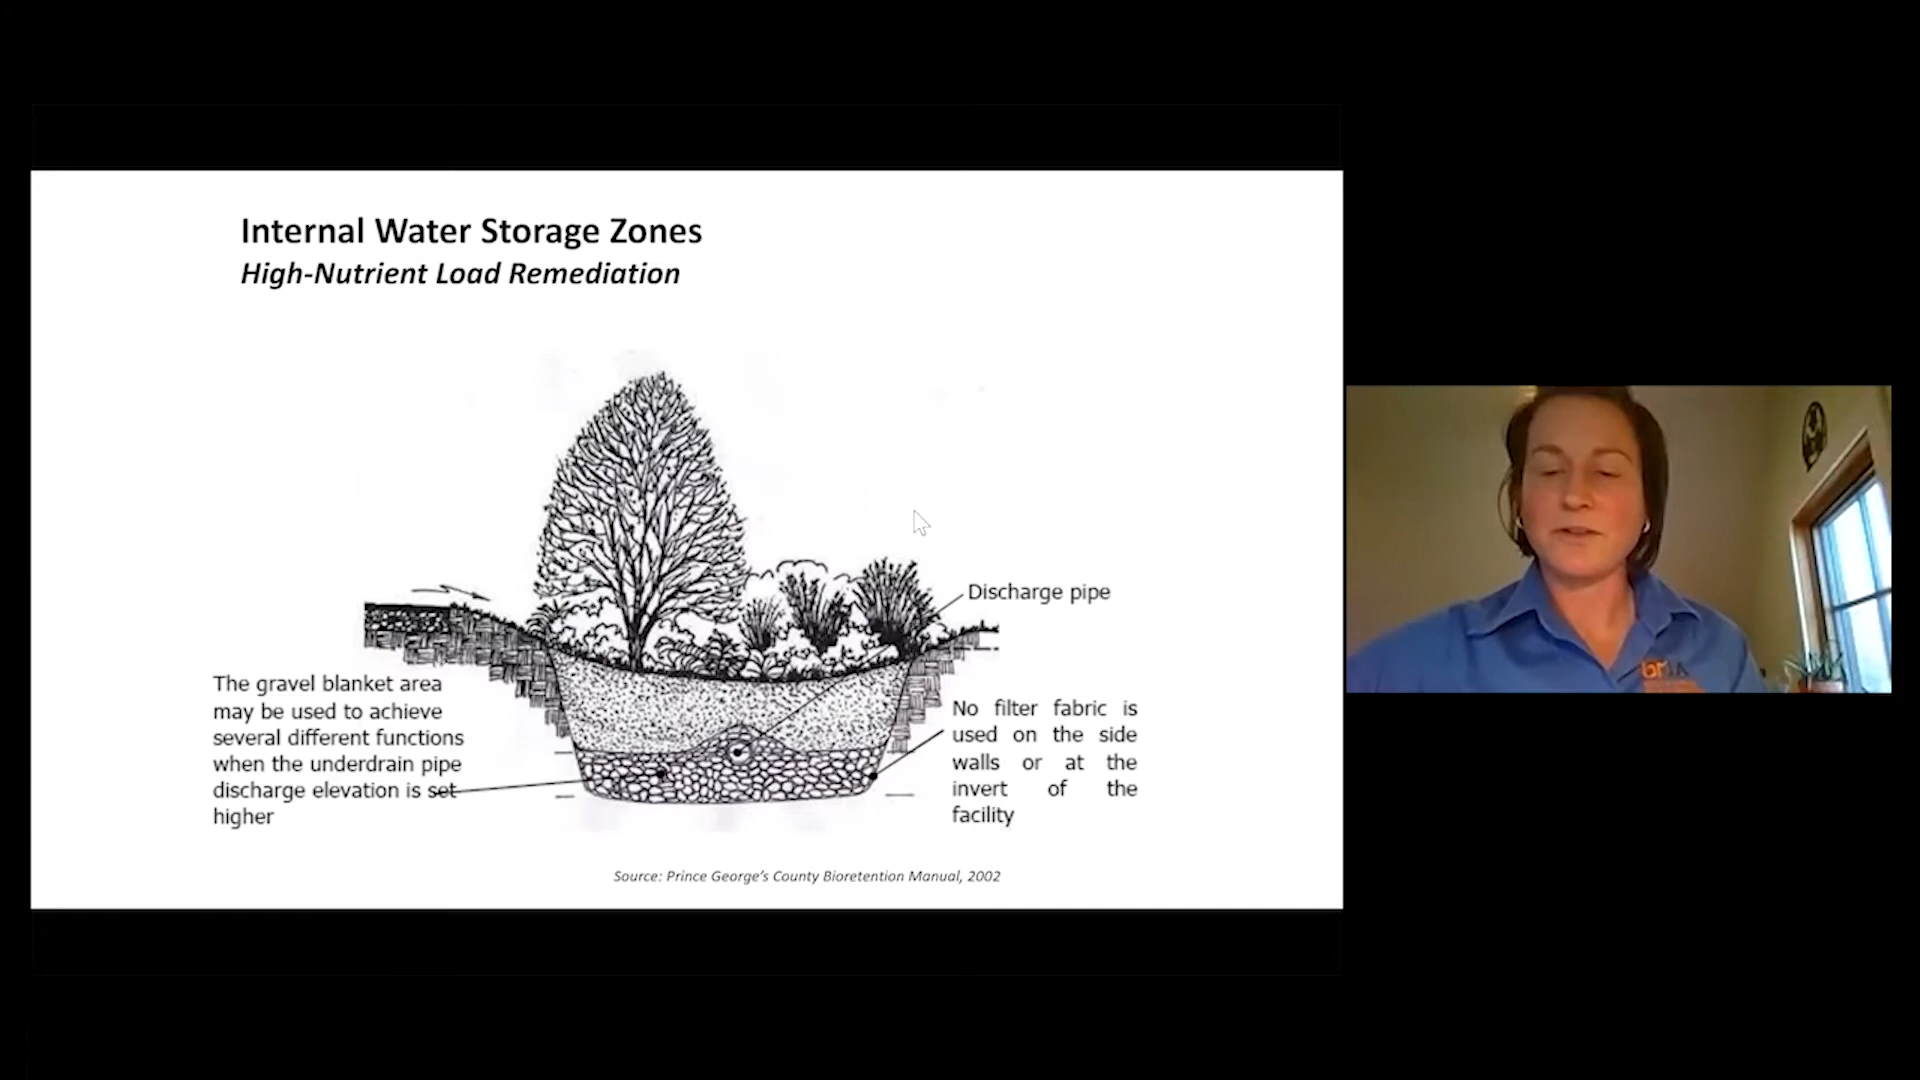 Internal Water Storage Zones
High-Nutrient Load Remediation
Discharge pipe
The gravel blanket area
may be used to achieve
several different functions
when the underdrain pipe
discharge elevation is set
higher
No filter fabric is
used on the side
walls or at the
invert of the
facility
Source: Prince George's County Bioretention Manual, 2002